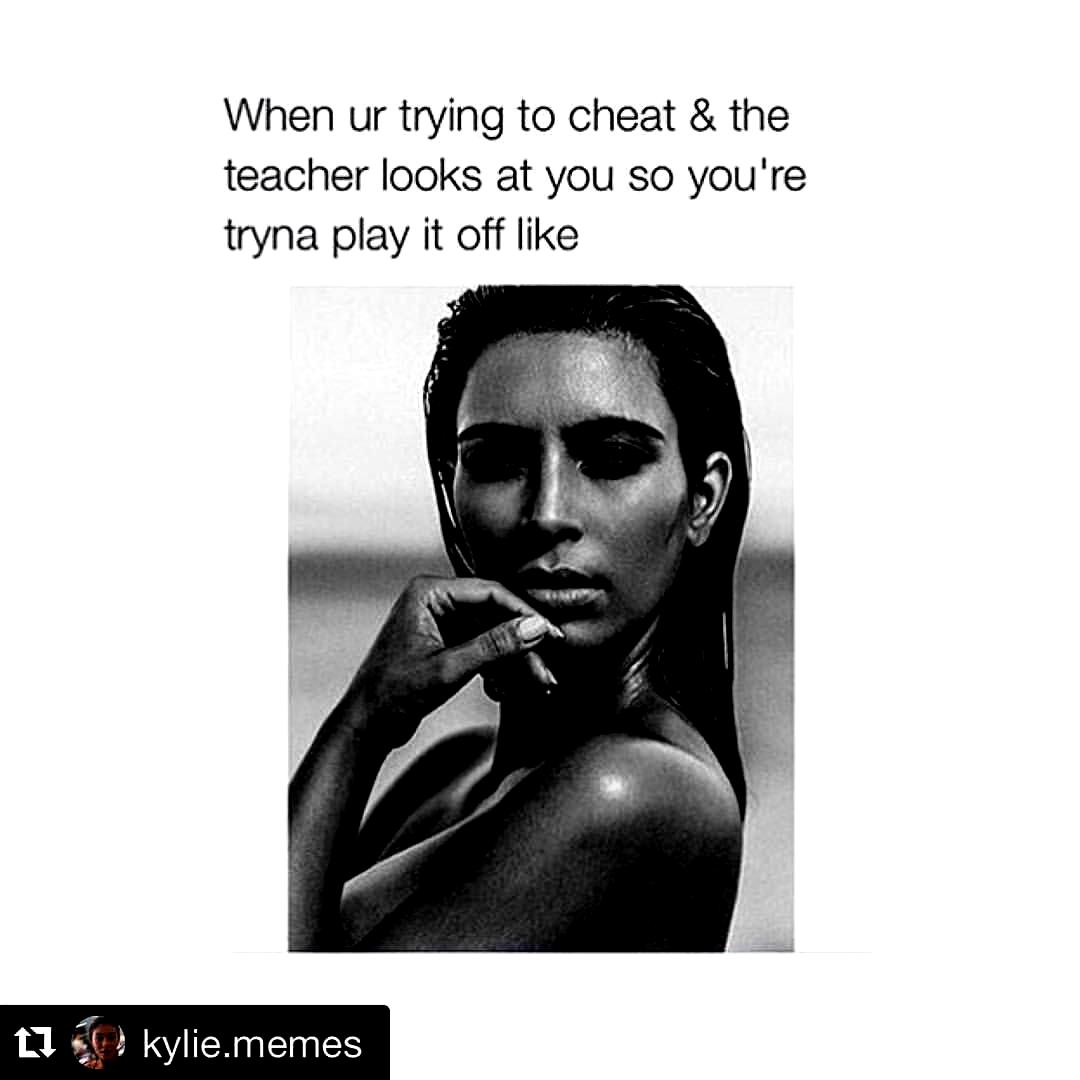 When ur trying to cheat & the
teacher looks at you so you're
tryna play it off like
kylie.memes